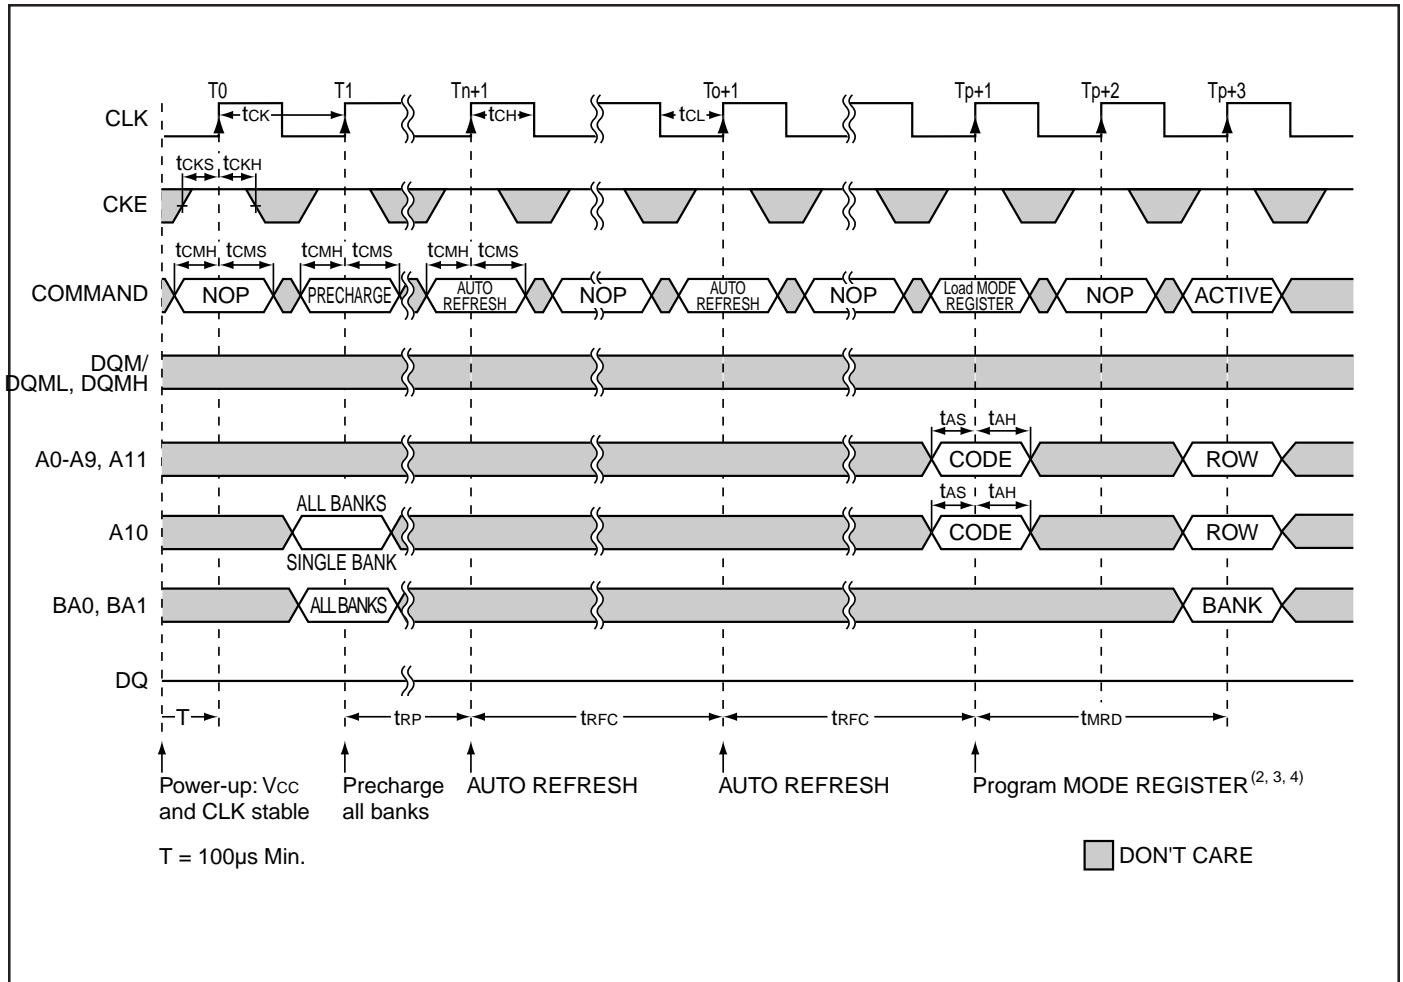 T0 T1 Tn+1 To+1 Tp+1 Tp+2 Tp+3
CLK tCK tCH tCL
tCKS tCKH
CKE
tCMH tCMS tCMH tCMS tCMH tCMS
COMMAND NOP PRECHARGE AUTO REFRESH NOP AUTO REFRESH NOP Load MODE REGISTER NOP ACTIVE
DQM/
DQML, DQMH
tAS tAH
A0-A9, A11 CODE ROW
ALL BANKS tAS tAH
A10 CODE ROW
SINGLE BANK
BA0, BA1 ALL BANKS BANK
DQ
T tRP tRFC tRFC tMRD
Power-up: VCC
and CLK stable
Precharge
all banks
AUTO REFRESH
AUTO REFRESH
Program MODE REGISTER (2, 3, 4)
T = 100µs Min.
DON'T CARE